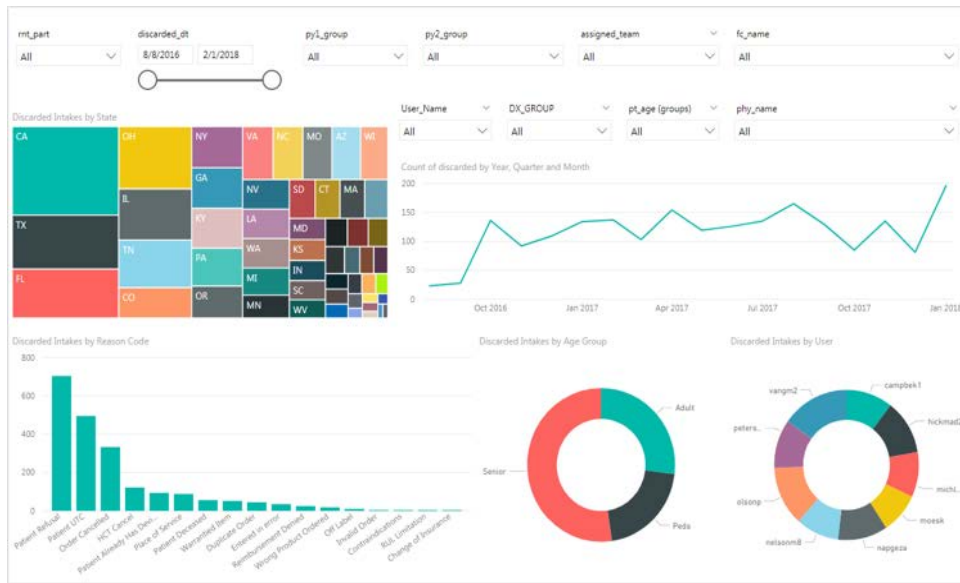 rnt_part
discarded_dt
py1_group
py2_group
assigned_team
fc_name
All
8/8/2016
2/1/2018
All
All
All
All
User_Name
DX_GROUP
pt_age (groups)
phy_name
All
All
All
All
Discarded Intakes by State
CA
OH
NY
VA
NC
MO
AZ
WI
TX
FL
IL
TN
CO
GA
KY
PA
OR
NV
LA
WA
MI
MN
SD
CT
MA
MD
KS
IN
SC
WV
Count of discarded by Year, Quarter and Month
200
150
100
50
0
Oct 2016
Jan 2017
Apr 2017
Jul 2017
Oct 2017
Jan 2018
Discarded Intakes by Reason Code
800
600
400
200
0
Patient Refusal
Patient UTC
Order Cancelled
HCT Cancel
Patient Already Has Devi...
Place of Service
Patient Deceased
Warrantied Item
Duplicate Order
Entered in error
Reimbursement Denied
Wrong Product Ordered
Off Label
Invalid Order
Contraindications
RUL Limitation
Change of Insurance
Discarded Intakes by Age Group
Adult
Senior
Peds
Discarded Intakes by User
vangm2
campbek1
peters...
hickmad2
michl...
olsonp
moesk
nelsonm8
napgeza